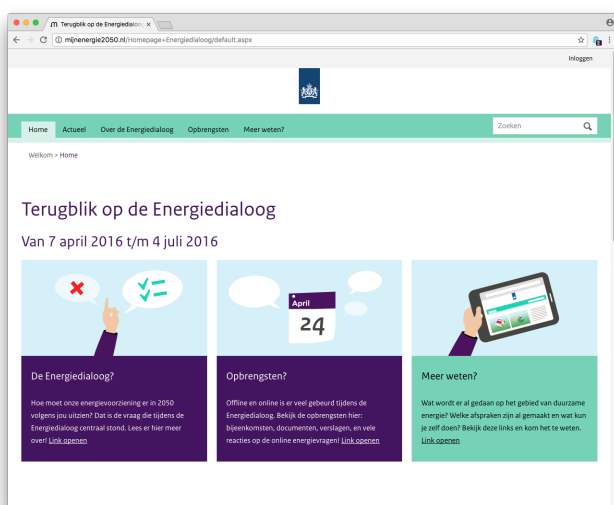 Terugblik op de Energiedialoog
mijnenergie2050.nl/Homepage+Energiedialoog/default.aspx
Inloggen
Home Actueel Over de Energiedialoog Opbrengsten Meer weten? Zoeken
Welkom > Home
Terugblik op de Energiedialoog
Van 7 april 2016 t/m 4 juli 2016
April
24
De Energiedialoog?
Hoe moet onze energievoorziening er in 2050
volgens jou uitzien? Dat is de vraag die tijdens de
Energiedialoog centraal stond. Lees er hier meer
over! Link openen
Opbrengsten?
Offline en online is er veel gebeurd tijdens de
Energiedialoog. Bekijk de opbrengsten hier:
bijeenkomsten, documenten, verslagen, en vele
reacties op de online energievragen! Link openen
Meer weten?
Wat wordt er al gedaan op het gebied van duurzame
energie? Welke afspraken zijn al gemaakt en wat kun
je zelf doen? Bekijk deze links en kom het te weten.
Link openen